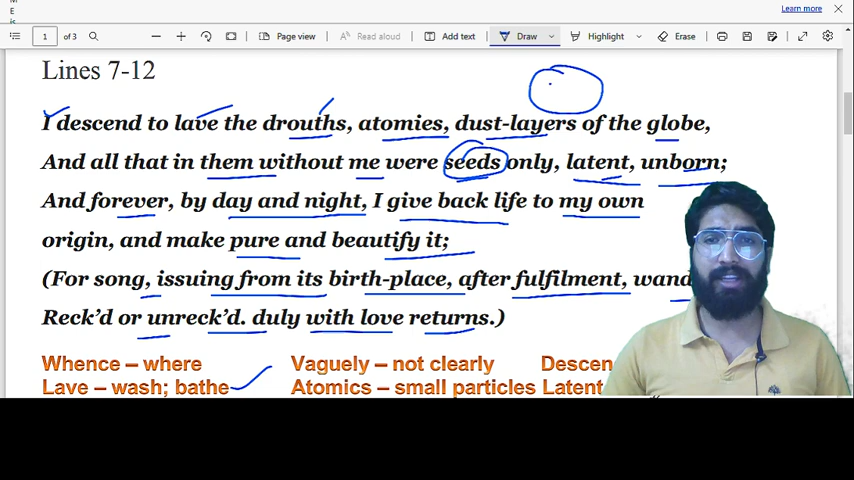 M
E
is
Learn more
1 of 3
Page view
Read aloud
Add text
Draw
Highlight
Erase
Lines 7-12
I descend to lave the drouths, atomies, dust-layers of the globe,
And all that in them without me were seeds only, latent, unborn;
And forever, by day and night, I give back life to my own
origin, and make pure and beautify it;
(For song, issuing from its birth-place, after fulfilment, wand
Reck'd or unreck'd. duly with love returns.)
Whence – where Vaguely – not clearly Descen
Lave – wash; bathe Atomics – small particles Latent